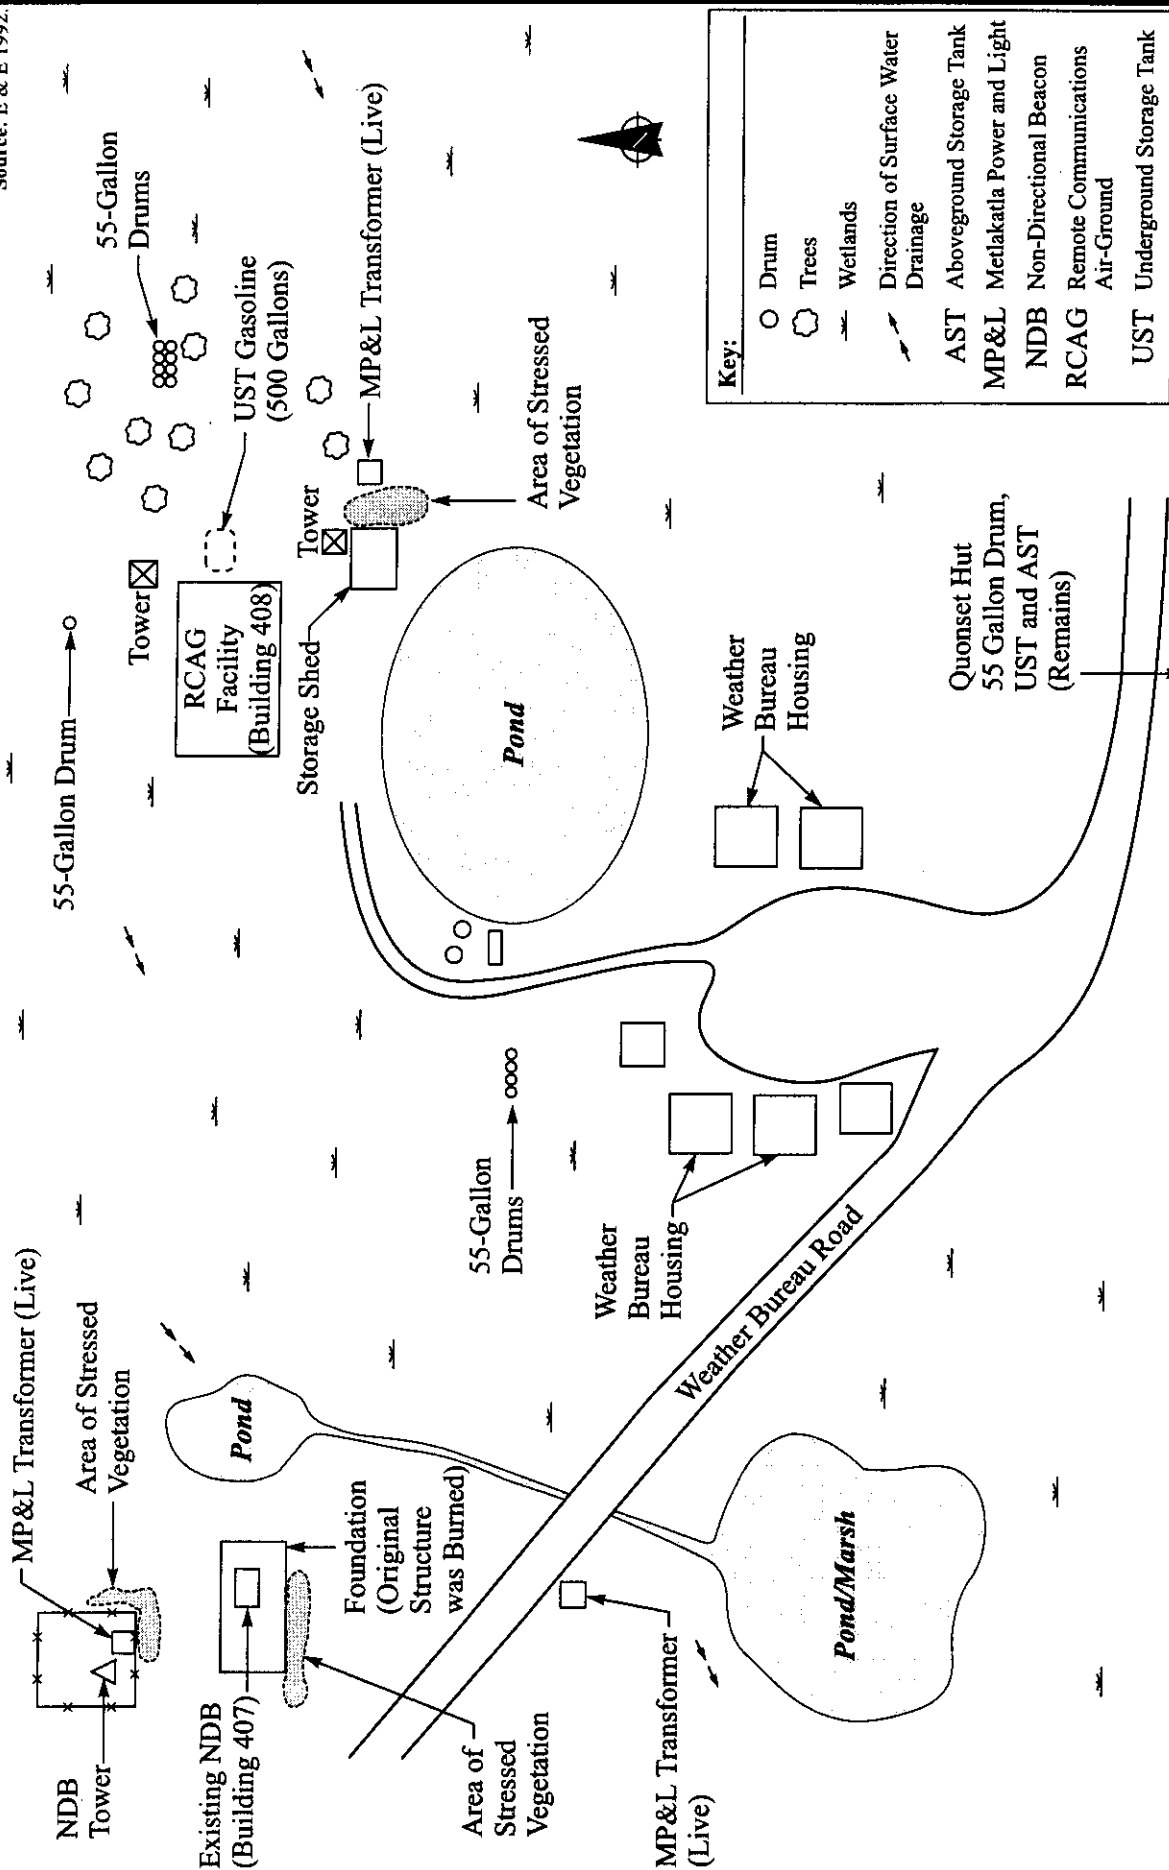 Source: E & E 1992.
MP&L Transformer (Live)
Area of Stressed
Vegetation
NDB
Tower
Existing NDB
(Building 407)
Foundation
(Original
Structure
was Burned)
Area of
Stressed
Vegetation
MP&L Transformer
(Live)
Pond
Pond/Marsh
Weather Bureau Road
55-Gallon
Drums
Weather
Bureau
Housing
55-Gallon Drum
Tower
RCAG
Facility
(Building 408)
Storage Shed
Tower
Pond
55-Gallon
Drums
UST Gasoline
(500 Gallons)
MP&L Transformer (Live)
Area of Stressed
Vegetation
Weather
Bureau
Housing
Quonset Hut
55 Gallon Drum,
UST and AST
(Remains)
Key:
Drum
Trees
Wetlands
Direction of Surface Water
Drainage
AST Aboveground Storage Tank
MP&L Metlakatla Power and Light
NDB Non-Directional Beacon
RCAG Remote Communications
Air-Ground
UST Underground Storage Tank